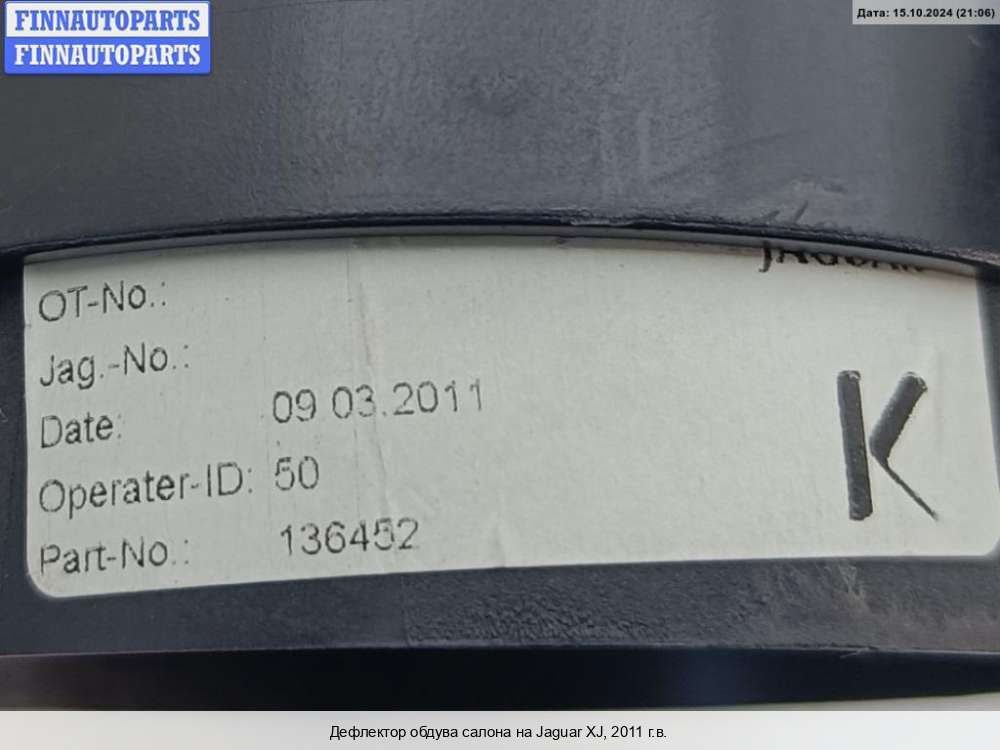 FINNAUTOPARTS
FINNAUTOPARTS
Дата: 15.10.2024 (21:06)
JAGUAR
OT-No.:
Jag.-No.:
Date: 09 03.2011
Operater-ID: 50
Part-No.: 136452
K
Дефлектор обдува салона на Jaguar XJ, 2011 г.в.